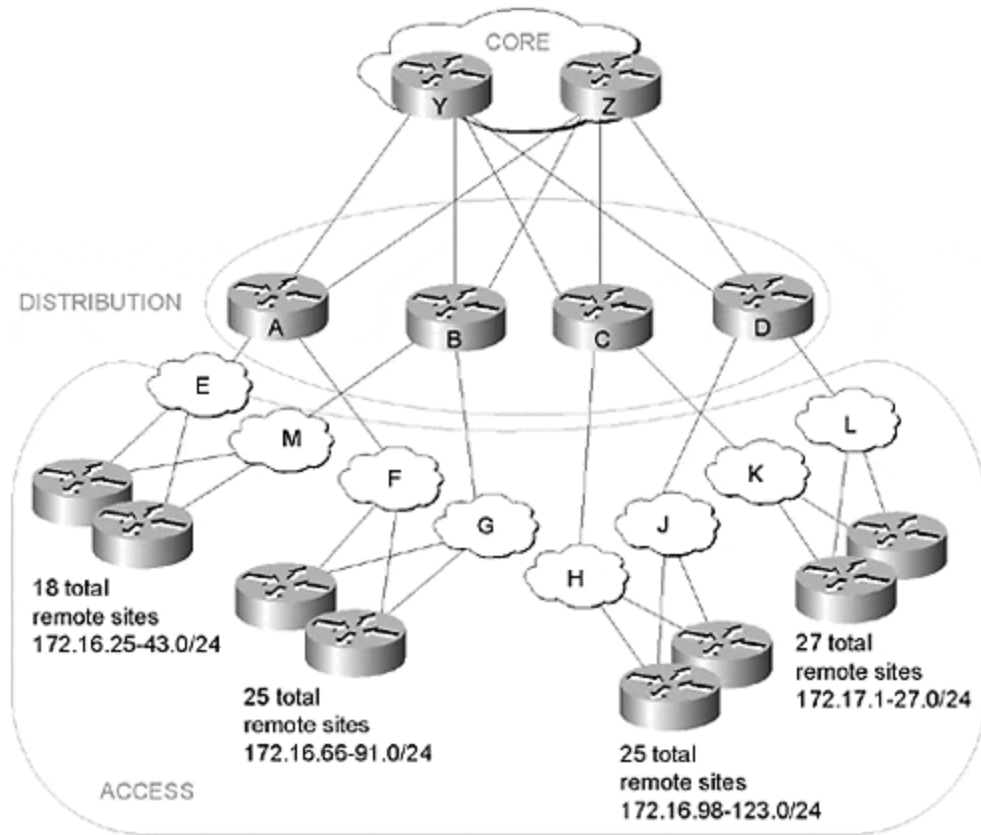 CORE
Y
Z
DISTRIBUTION
A
B
C
D
E
M
F
G
H
J
K
L
18 total
remote sites
172.16.25-43.0/24
25 total
remote sites
172.16.66-91.0/24
25 total
remote sites
172.16.98-123.0/24
27 total
remote sites
172.17.1-27.0/24
ACCESS